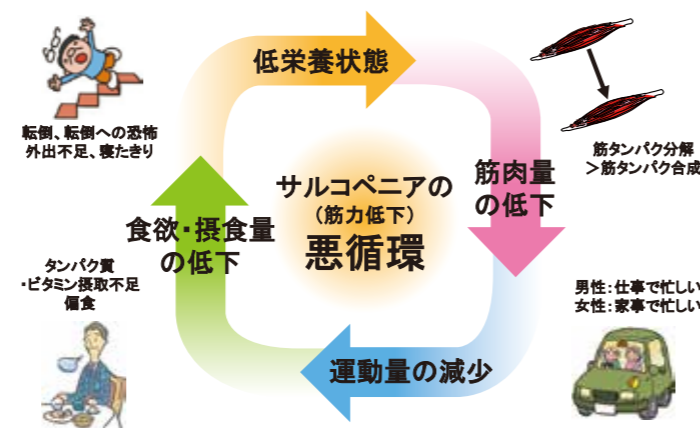 低栄養状態
転倒、転倒への恐怖
外出不足、寝たきり
筋タンパク分解
＞筋タンパク合成
筋肉量
の低下
サルコペニアの
（筋力低下）
悪循環
食欲・摂食量
の低下
タンパク質
・ビタミン摂取不足
偏食
男性：仕事で忙しい
女性：家事で忙しい
運動量の減少